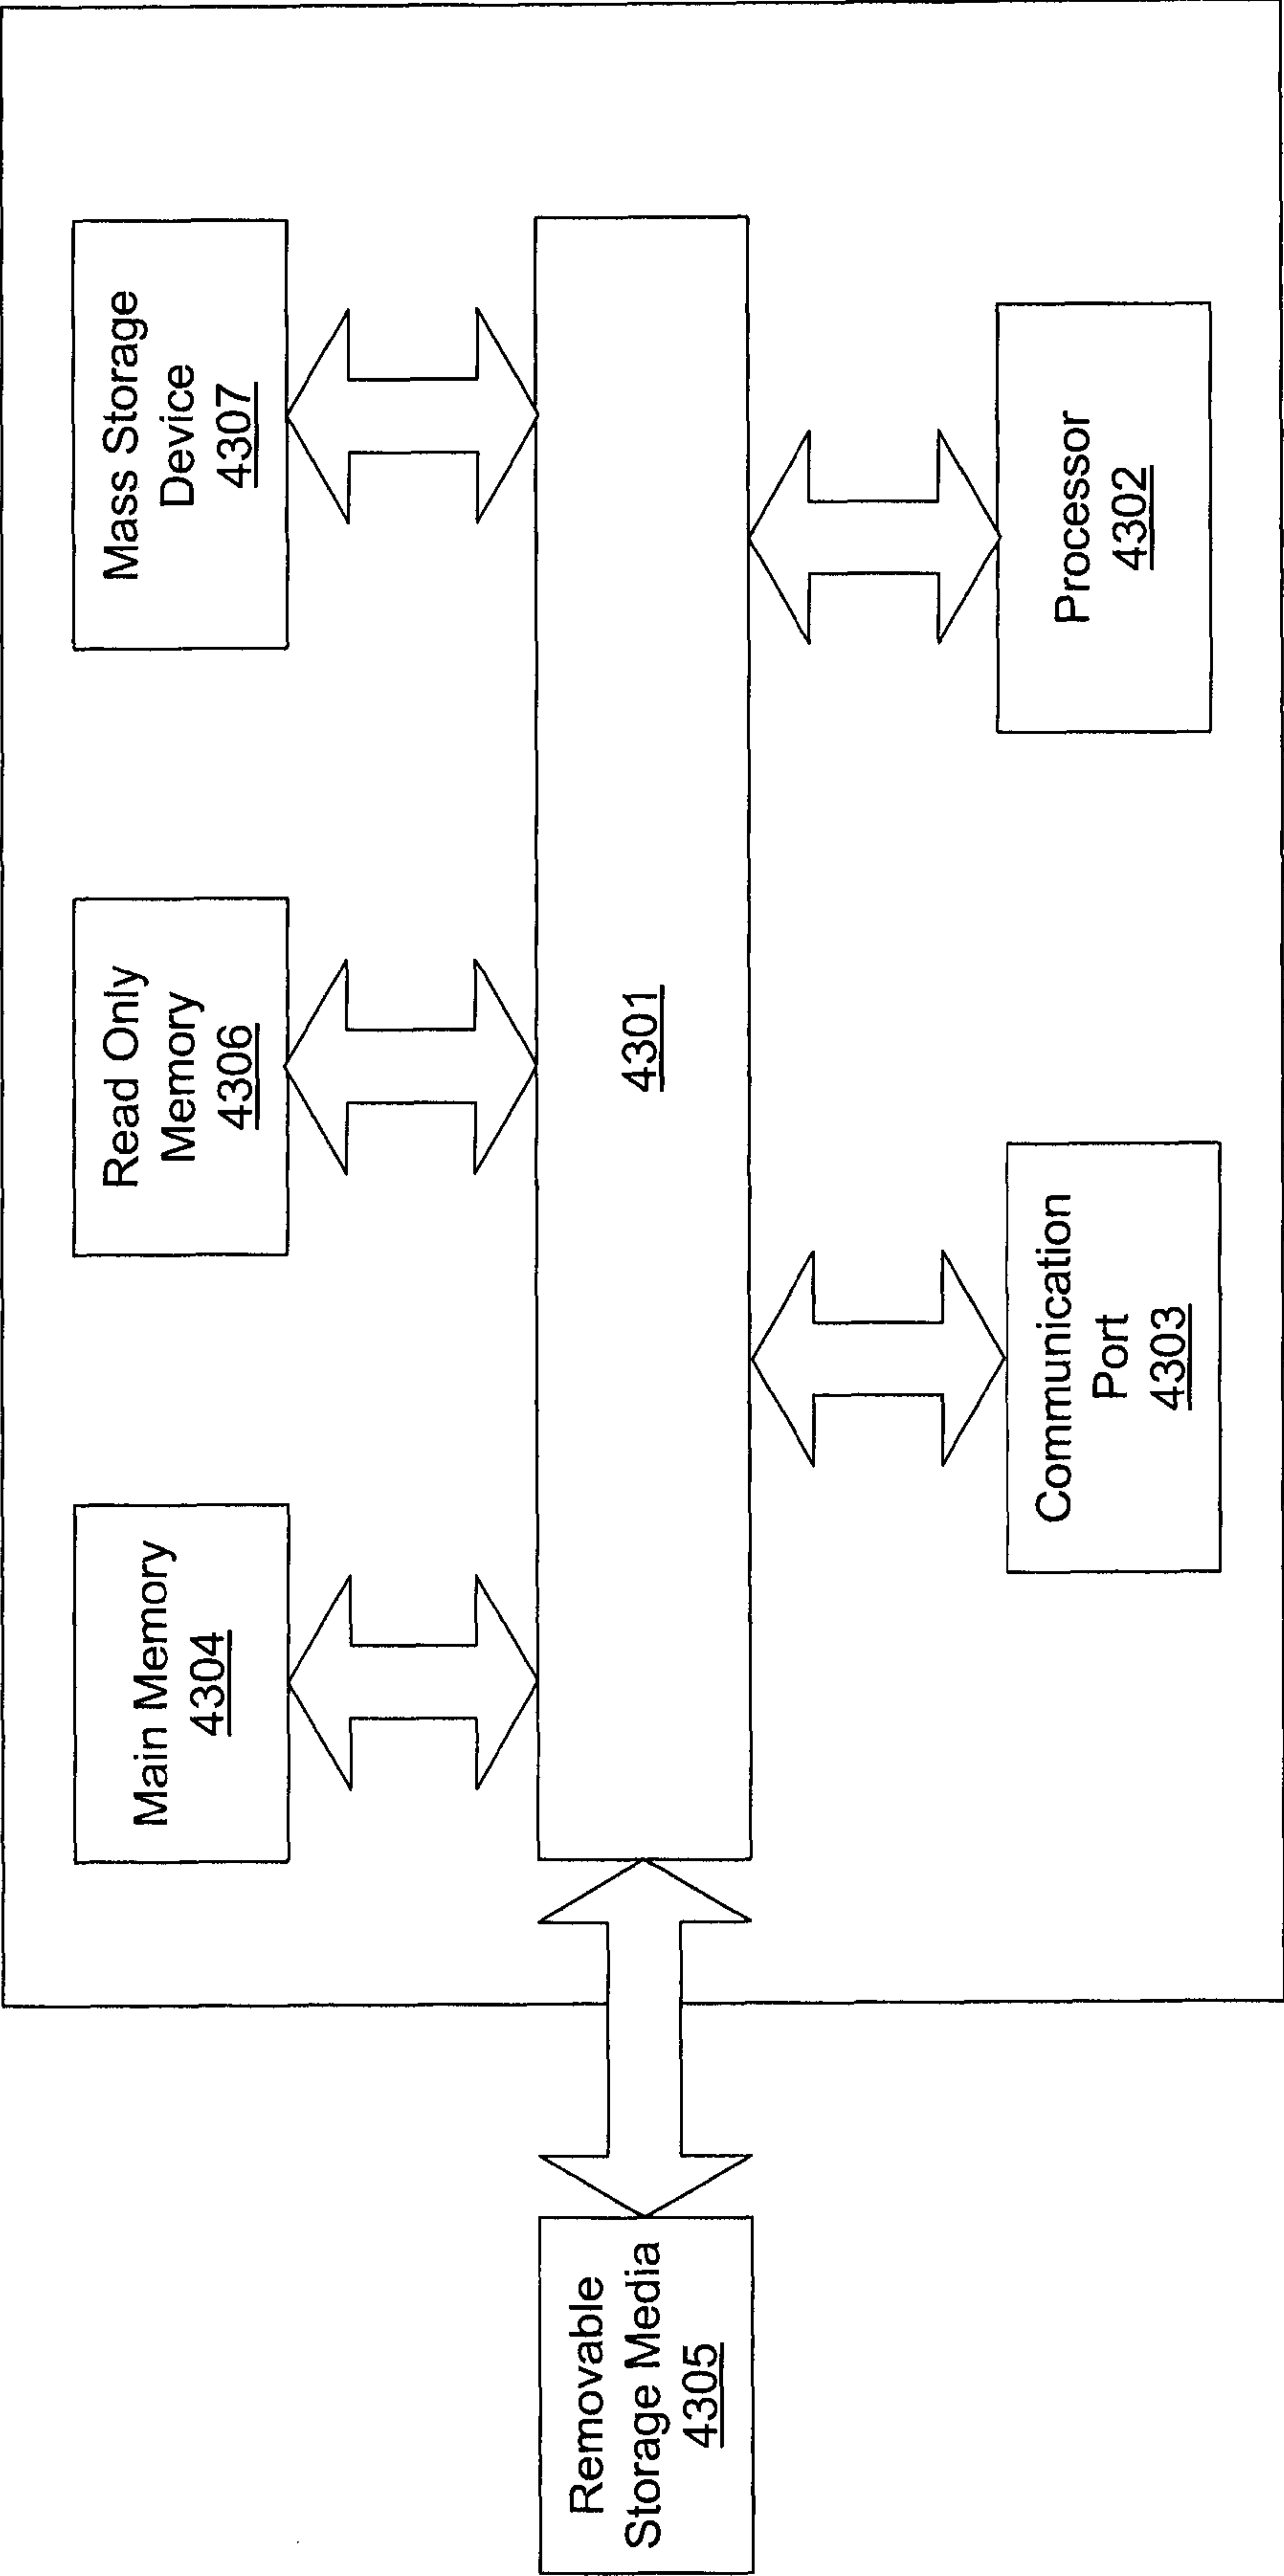 Removable
Storage Media
4305
Main Memory
4304
Read Only
Memory
4306
Mass Storage
Device
4307
4301
Communication
Port
4303
Processor
4302